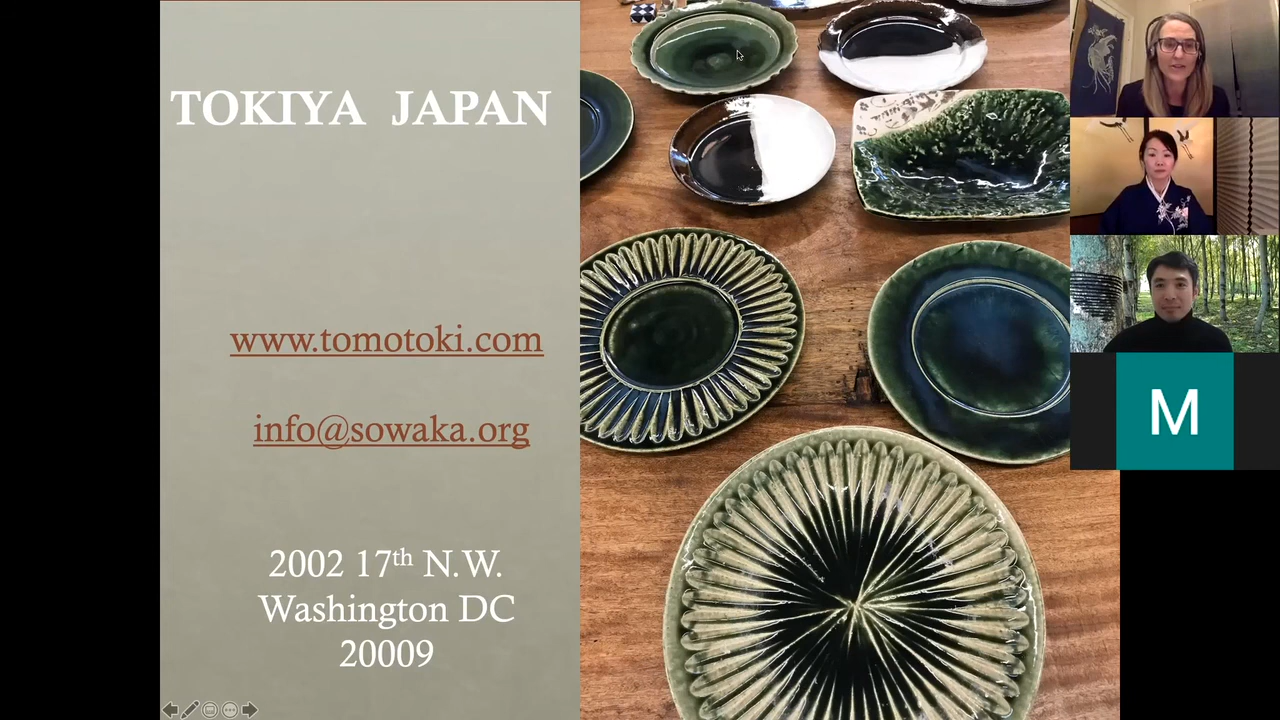 TOKIYA JAPAN
www.tomotoki.com
info@sowaka.org
2002 17th N.W.
Washington DC
20009
M